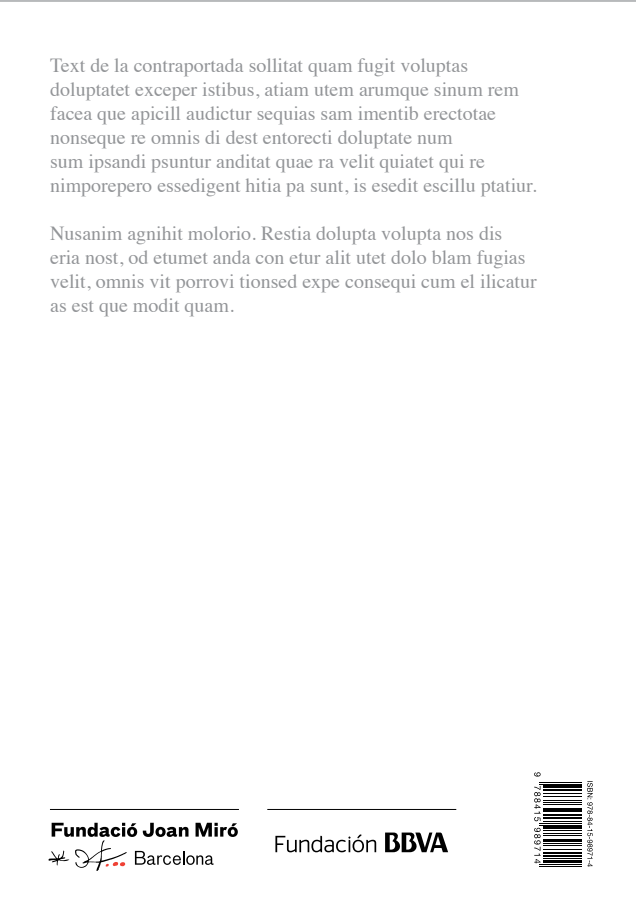 Text de la contraportada sollitat quam fugit voluptas
doluptatet exceper istibus, atiam utem arumque sinum rem
facea que apicill audictur sequias sam imentib erectotae
nonseque re omnis di dest entorecti doluptate num
sum ipsandi psuntur anditat quae ra velit quiatet qui re
nimporepero essedigent hitia pa sunt, is esedit escillu ptatiur.
Nusanim agnihit molorio. Restia dolupta volupta nos dis
eria nost, od etumet anda con etur alit utet dolo blam fugias
velit, omnis vit porrovi tionsed expe consequi cum el ilicatur
as est que modit quam.
Fundació Joan Miró
Barcelona
Fundación BBVA
ISBN: 978-84-15-98971-4
9 788415 989714